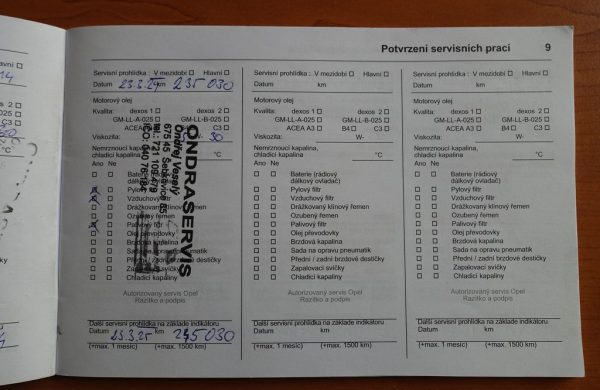 Potvrzení servisních prací 9
Servisní prohlídka : V mezidobí Hlavní
Datum 23.3.24 km 235 030
Motorový olej
Kvalita: dexos 1 dexos 2
GM-LL-A-025 GM-LL-B-025
ACEA A3 C3
Viskozita: W- 30
Nemrznoucí kapalina,
chladicí kapalina
Ano Ne
Baterie (rádiový
dálkový ovladač)
Pylový filtr
Vzduchový filtr
Drážkovaný klínový řemen
Ozubený řemen
Palivový filtr
Olej převodovky
Brzdová kapalina
Sada na opravu pneumatik
Přední / zadní brzdové destičky
Zapalovací svíčky
Chladicí kapalina
ONDRASERVIS
Ondřej Veselý
Autorizovaný servis Opel
Razítko a podpis
Další servisní prohlídka na základě indikátoru
Datum 23.3.25 km 245 030
(+max. 1 měsíc) (+max. 1500 km)
Servisní prohlídka : V mezidobí Hlavní
Datum km
Motorový olej
Kvalita: dexos 1 dexos 2
GM-LL-A-025 GM-LL-B-025
ACEA A3 B4 C3
Viskozita: W-
Nemrznoucí kapalina,
chladicí kapalina °C
Ano Ne
Baterie (rádiový
dálkový ovladač)
Pylový filtr
Vzduchový filtr
Drážkovaný klínový řemen
Ozubený řemen
Palivový filtr
Olej převodovky
Brzdová kapalina
Sada na opravu pneumatik
Přední / zadní brzdové destičky
Zapalovací svíčky
Chladicí kapalina
Autorizovaný servis Opel
Razítko a podpis
Další servisní prohlídka na základě indikátoru
Datum km
(+max. 1 měsíc) (+max. 1500 km)
Servisní prohlídka : V mezidobí Hlavní
Datum km
Motorový olej
Kvalita: dexos 1 dexos 2
GM-LL-A-025 GM-LL-B-025
ACEA A3 B4 C3
Viskozita: W-
Nemrznoucí kapalina,
chladicí kapalina °C
Ano Ne
Baterie (rádiový
dálkový ovladač)
Pylový filtr
Vzduchový filtr
Drážkovaný klínový řemen
Ozubený řemen
Palivový filtr
Olej převodovky
Brzdová kapalina
Sada na opravu pneumatik
Přední / zadní brzdové destičky
Zapalovací svíčky
Chladicí kapalina
Autorizovaný servis Opel
Razítko a podpis
Další servisní prohlídka na základě indikátoru
Datum km
(+max. 1 měsíc) (+max. 1500 km)